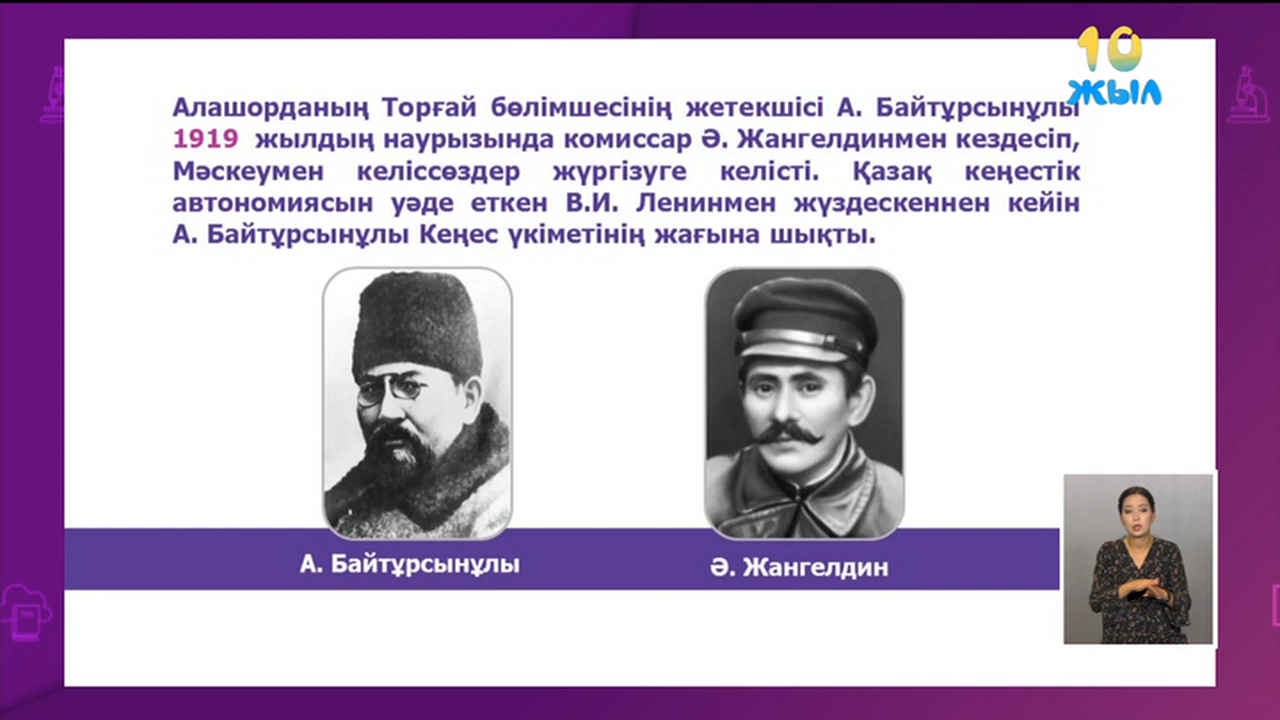 10
ЖЫЛ
Алашорданың Торғай бөлімшесінің жетекшісі А. Байтұрсынұлы
1919 жылдың наурызында комиссар Ә. Жангелдинмен кездесіп,
Мәскеумен келіссөздер жүргізуге келісті. Қазақ кеңестік
автономиясын уәде еткен В.И. Ленинмен жүздескеннен кейін
А. Байтұрсынұлы Кеңес үкіметінің жағына шықты.
А. Байтұрсынұлы
Ә. Жангелдин